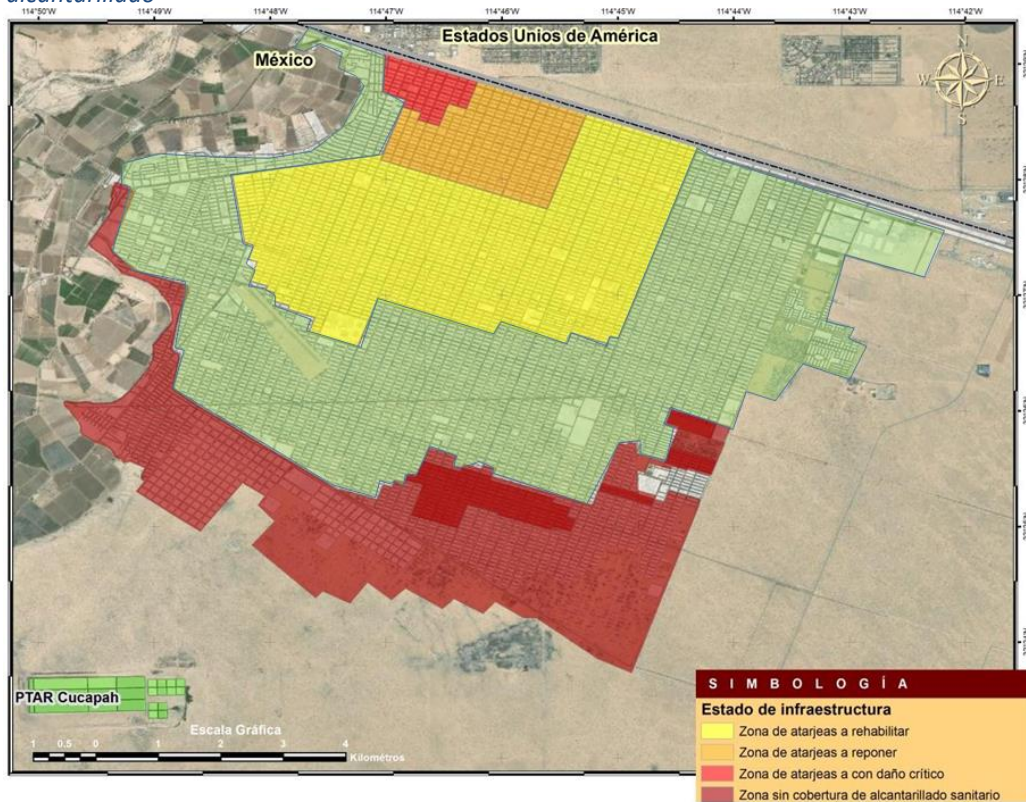 alcantarillado
114°50'W 114°49'W 114°48'W 114°47'W 114°46'W 114°45'W 114°44'W 114°43'W 114°42'W
Estados Unios de América
México
N
W E
S
PTAR Cucapah
Escala Gráfica
1 0.5 0 1 2 3 4
Kilómetros
SIMBOLOGÍA
Estado de infraestructura
Zona de atarjeas a rehabilitar
Zona de atarjeas a reponer
Zona de atarjeas a con daño crítico
Zona sin cobertura de alcantarillado sanitario